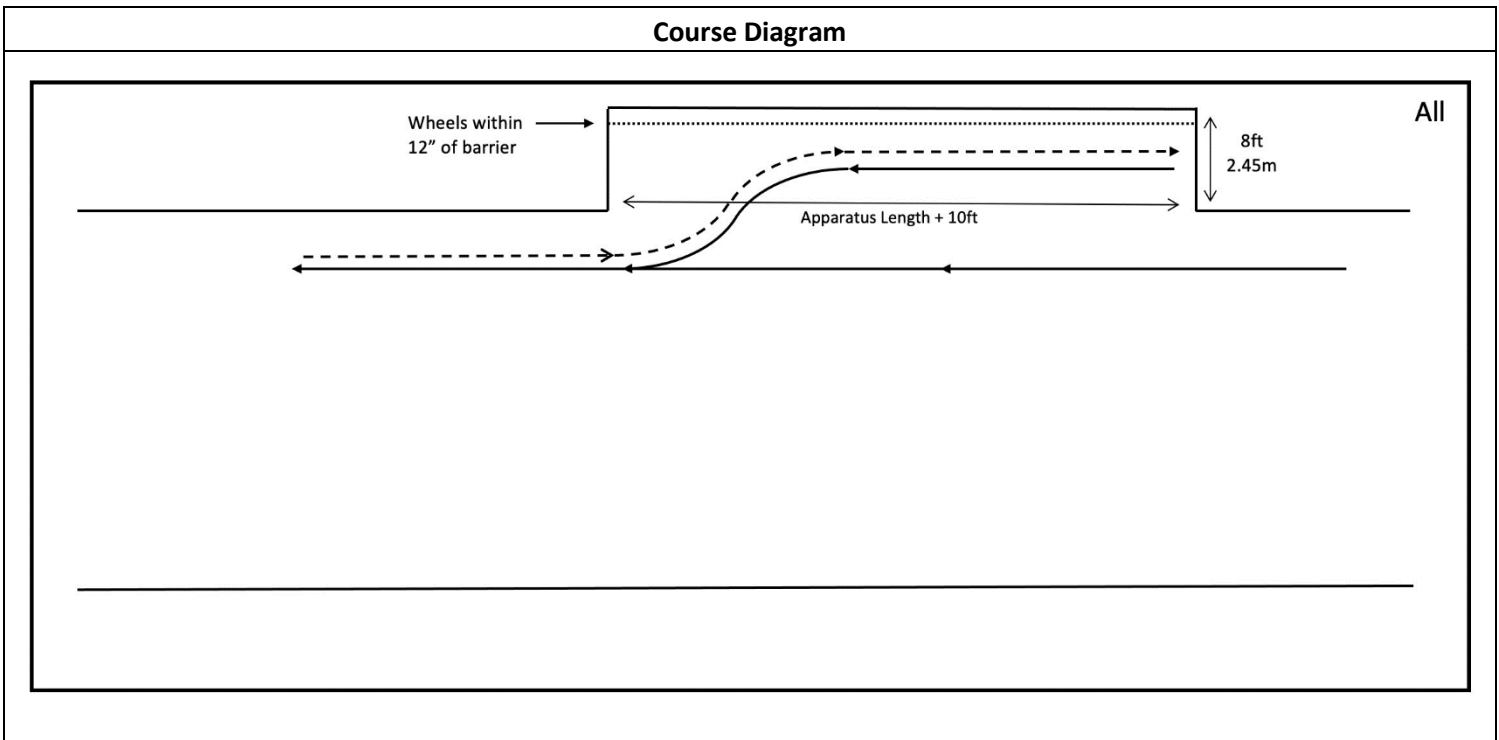 Course Diagram
All
Wheels within
12” of barrier
8ft
2.45m
Apparatus Length + 10ft